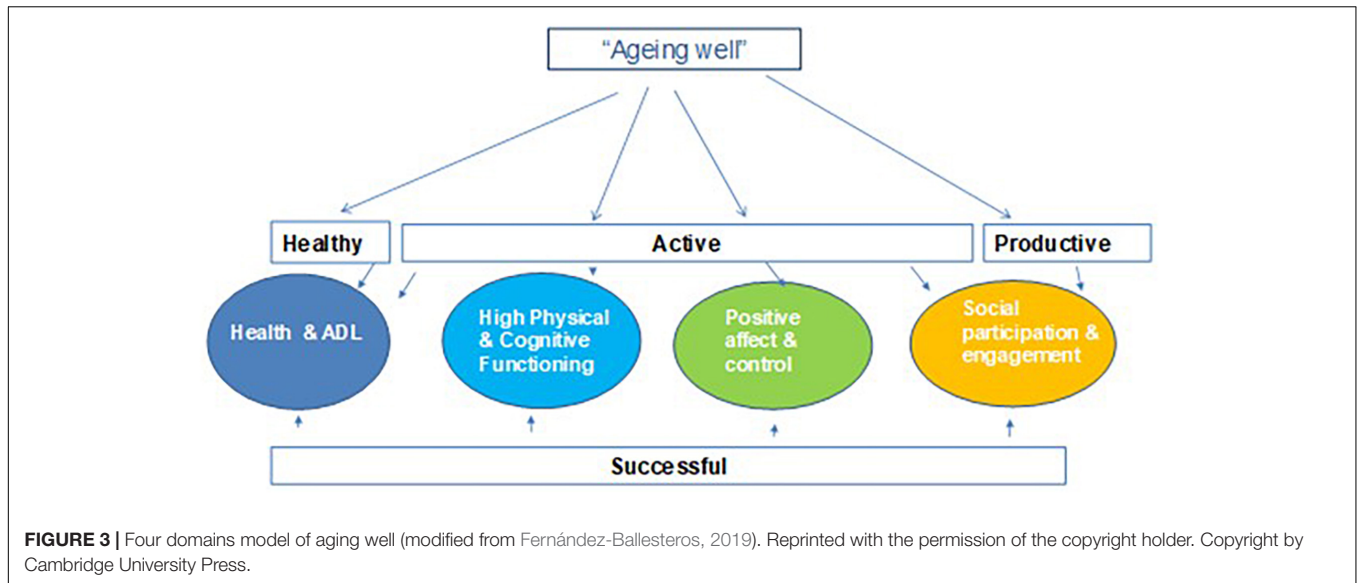 “Ageing well”
Healthy
Active
Productive
Health & ADL
High Physical
& Cognitive
Functioning
Positive
affect &
control
Social
participation &
engagement
Successful
FIGURE 3 | Four domains model of aging well (modified from Fernández-Ballesteros, 2019). Reprinted with the permission of the copyright holder. Copyright by
Cambridge University Press.